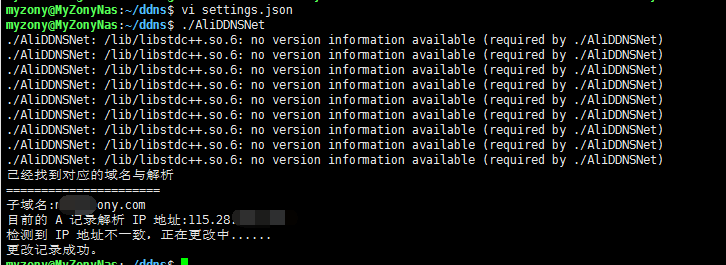 myzony@MyZonyNas:~/ddns$ vi settings.json
myzony@MyZonyNas:~/ddns$ ./AliDDNSNet
./AliDDNSNet: /lib/libstdc++.so.6: no version information available (required by ./AliDDNSNet)
./AliDDNSNet: /lib/libstdc++.so.6: no version information available (required by ./AliDDNSNet)
./AliDDNSNet: /lib/libstdc++.so.6: no version information available (required by ./AliDDNSNet)
./AliDDNSNet: /lib/libstdc++.so.6: no version information available (required by ./AliDDNSNet)
./AliDDNSNet: /lib/libstdc++.so.6: no version information available (required by ./AliDDNSNet)
./AliDDNSNet: /lib/libstdc++.so.6: no version information available (required by ./AliDDNSNet)
./AliDDNSNet: /lib/libstdc++.so.6: no version information available (required by ./AliDDNSNet)
./AliDDNSNet: /lib/libstdc++.so.6: no version information available (required by ./AliDDNSNet)
./AliDDNSNet: /lib/libstdc++.so.6: no version information available (required by ./AliDDNSNet)
已经找到对应的域名与解析
======================
子域名:ony.com
目前的 A 记录解析 IP 地址:115.28.
检测到 IP 地址不一致，正在更改中......
更改记录成功。
myzony@MyZonyNas:~/ddns$